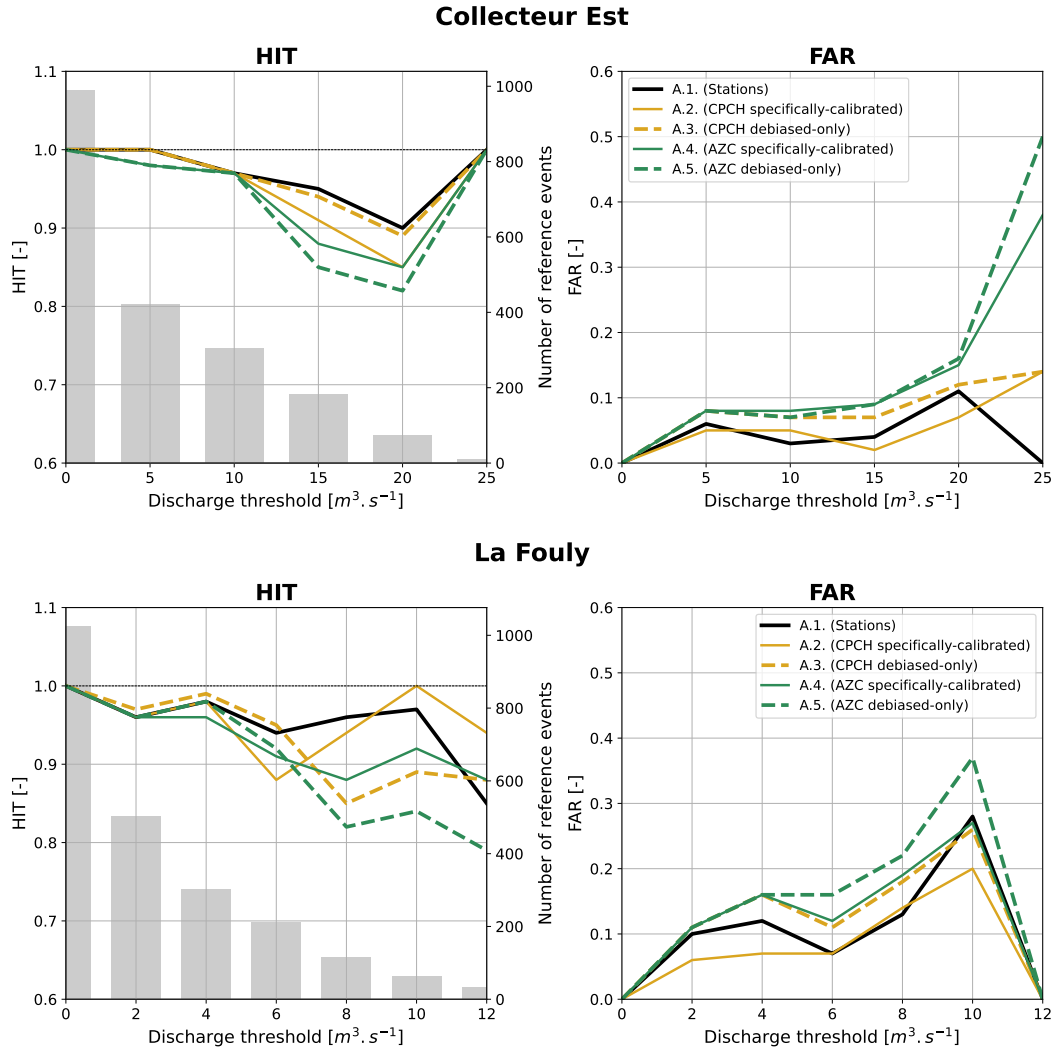 Collecteur Est
HIT
FAR
1.1
1.0
0.9
0.8
0.7
0.6
HIT [-]
0 5 10 15 20 25
Discharge threshold [m³. s⁻¹]
1000
800
600
400
200
0
Number of reference events
0.6
0.5
0.4
0.3
0.2
0.1
0.0
FAR [-]
A.1. (Stations)
A.2. (CPCH specifically-calibrated)
A.3. (CPCH debiased-only)
A.4. (AZC specifically-calibrated)
A.5. (AZC debiased-only)
0 5 10 15 20 25
Discharge threshold [m³. s⁻¹]
La Fouly
HIT
FAR
1.1
1.0
0.9
0.8
0.7
0.6
HIT [-]
0 2 4 6 8 10 12
Discharge threshold [m³. s⁻¹]
1000
800
600
400
200
0
Number of reference events
0.6
0.5
0.4
0.3
0.2
0.1
0.0
FAR [-]
A.1. (Stations)
A.2. (CPCH specifically-calibrated)
A.3. (CPCH debiased-only)
A.4. (AZC specifically-calibrated)
A.5. (AZC debiased-only)
0 2 4 6 8 10 12
Discharge threshold [m³. s⁻¹]